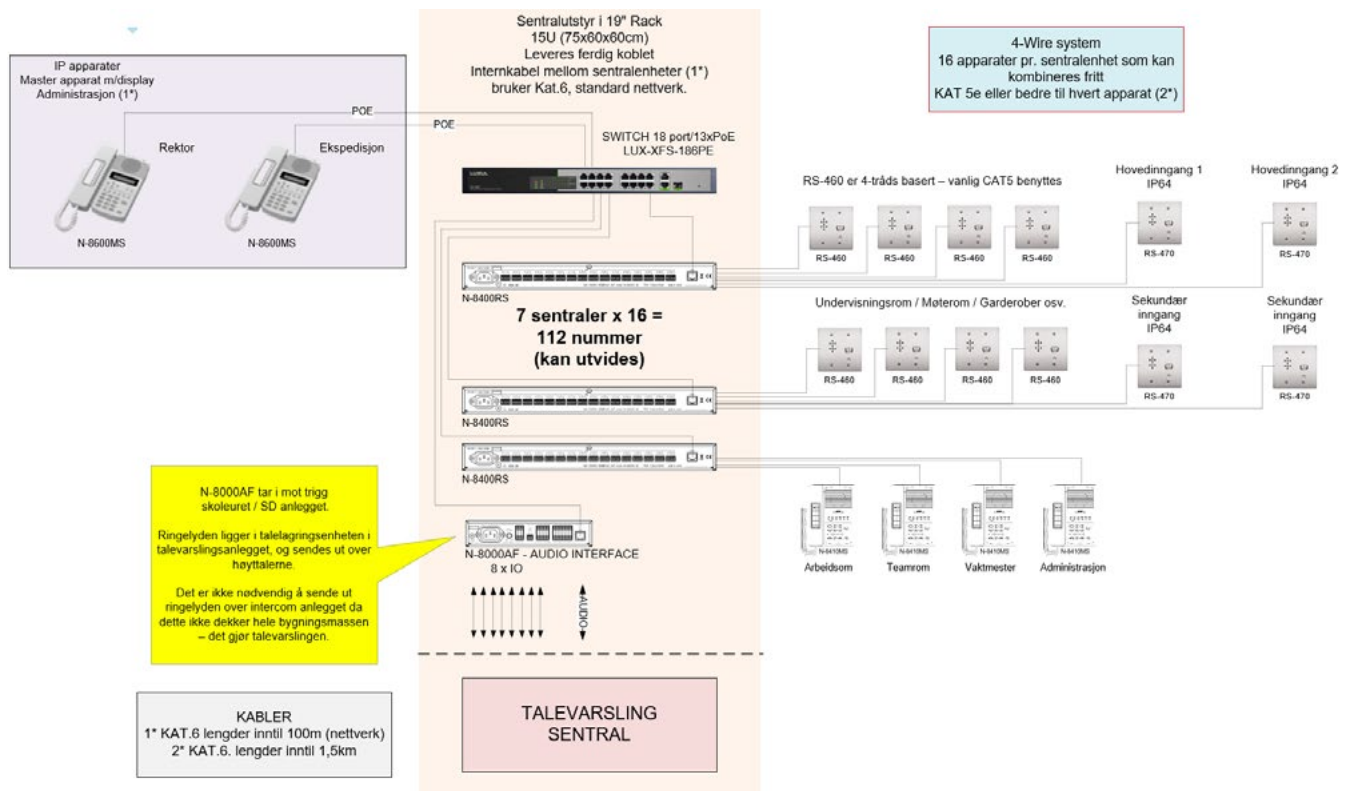 IP apparater
Master apparat m/display
Administrasjon (1*)
Rektor
Ekspedisjon
N-8600MS
N-8600MS
POE
POE
Sentralutstyr i 19" Rack
15U (75x60x60cm)
Leveres ferdig koblet
Internkabel mellom sentralenheter (1*)
bruker Kat.6, standard nettverk.
SWITCH 18 port/13xPoE
LUX-XFS-186PE
4-Wire system
16 apparater pr. sentralenhet som kan
kombineres fritt
KAT 5e eller bedre til hvert apparat (2*)
RS-460 er 4-tråds basert – vanlig CAT5 benyttes
Hovedinngang 1
IP64
Hovedinngang 2
IP64
RS-460
RS-460
RS-460
RS-460
RS-470
RS-470
N-8400RS
7 sentraler x 16 =
112 nummer
(kan utvides)
Undervisningsrom / Møterom / Garderober osv.
Sekundær
inngang
IP64
Sekundær
inngang
IP64
RS-460
RS-460
RS-460
RS-460
RS-470
RS-470
N-8400RS
N-8400RS
N-8410MS
N-8410MS
N-8410MS
N-8410MS
Arbeidsom
Teamrom
Vaktmester
Administrasjon
N-8000AF tar i mot trigg
skoleuret / SD anlegget.
Ringelyden ligger i talelagringsenheten i
talevarslingsanlegget, og sendes ut over
høyttalerne.
Det er ikke nødvendig å sende ut
ringelyden over intercom anlegget da
dette ikke dekker hele bygningsmassen
– det gjør talevarslingen.
N-8000AF - AUDIO INTERFACE
8 x IO
AUDIO
KABLER
1* KAT.6 lengder inntil 100m (nettverk)
2* KAT.6. lengder inntil 1,5km
TALEVARSLING
SENTRAL